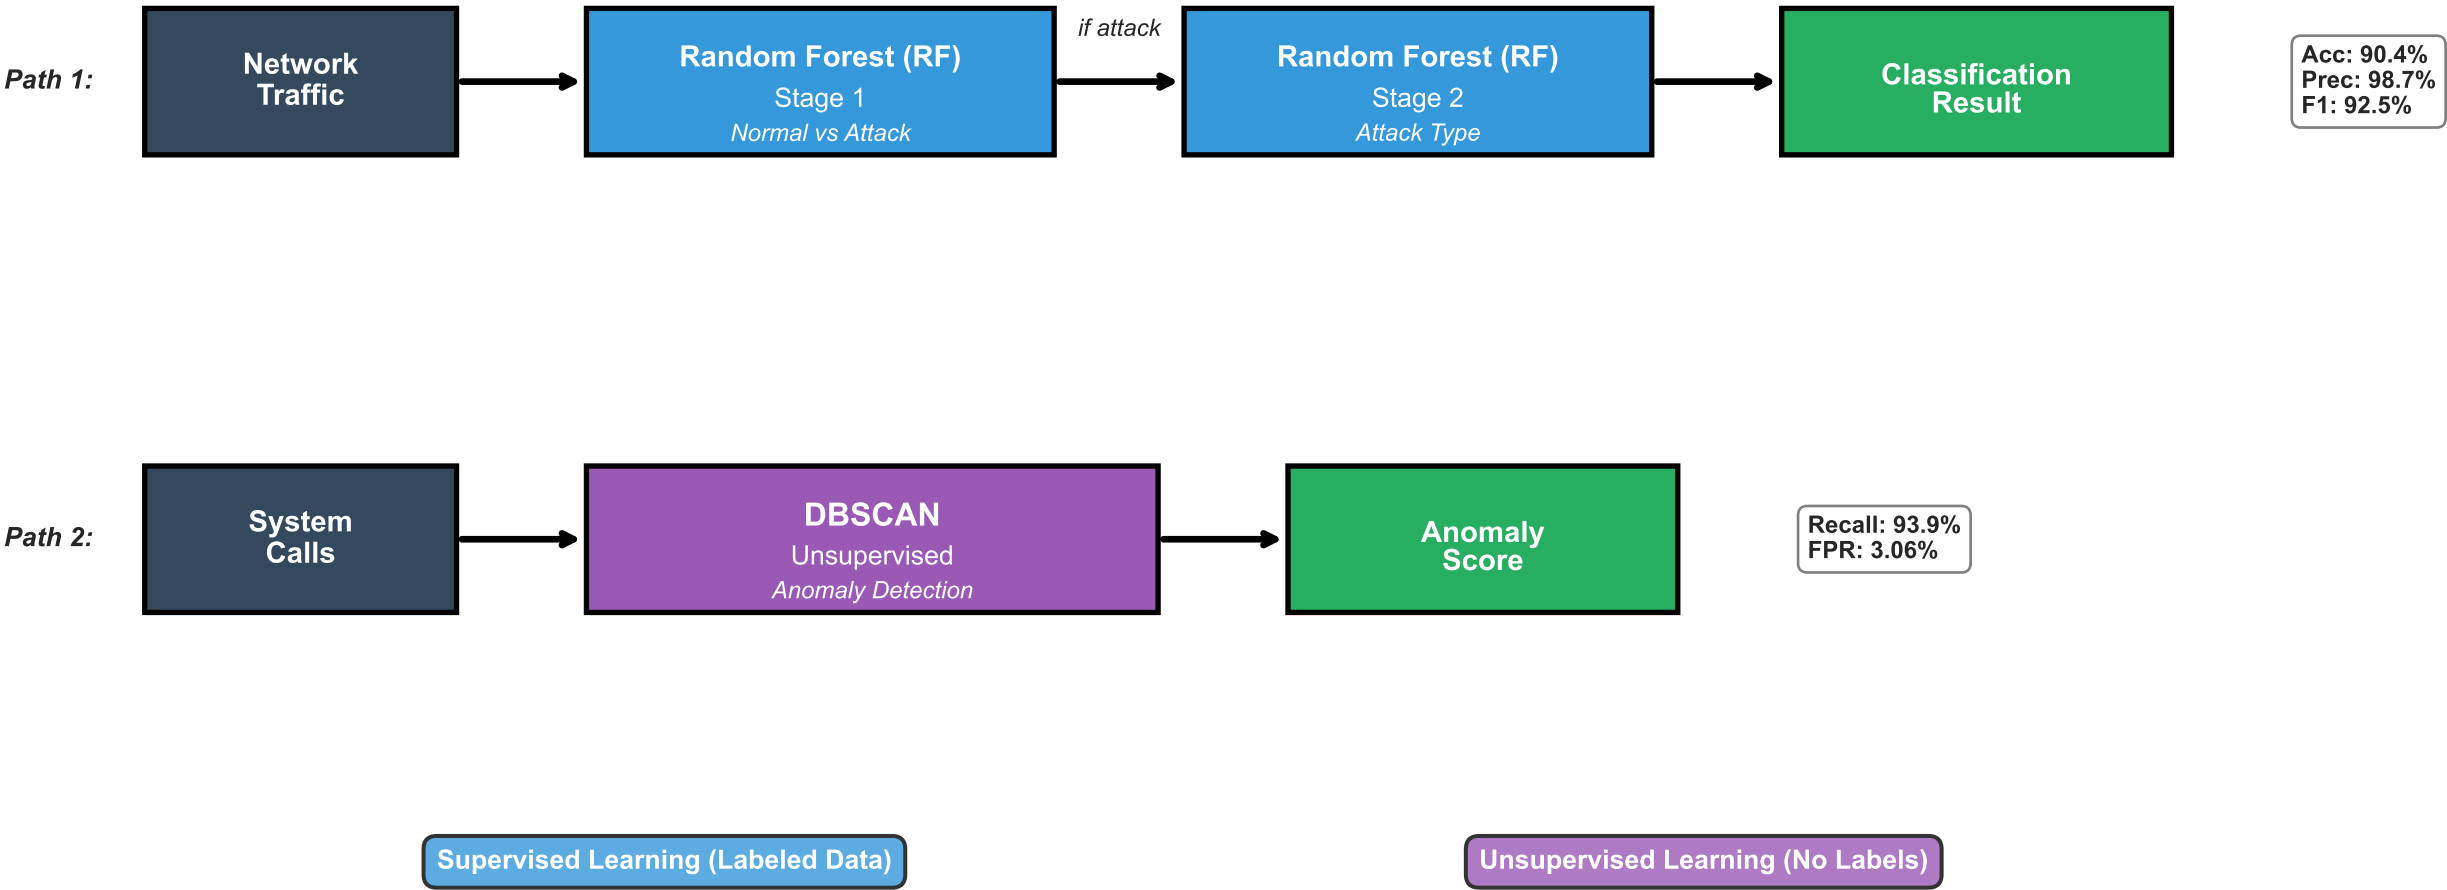 Path 1:
Network
Traffic
Random Forest (RF)
Stage 1
Normal vs Attack
if attack
Random Forest (RF)
Stage 2
Attack Type
Classification
Result
Acc: 90.4%
Prec: 98.7%
F1: 92.5%
Path 2:
System
Calls
DBSCAN
Unsupervised
Anomaly Detection
Anomaly
Score
Recall: 93.9%
FPR: 3.06%
Supervised Learning (Labeled Data)
Unsupervised Learning (No Labels)